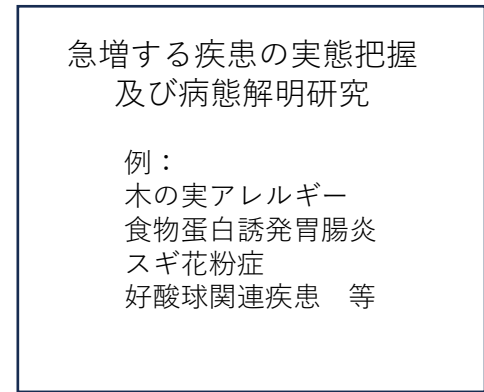 急増する疾患の実態把握
及び病態解明研究
例：
木の実アレルギー
食物蛋白誘発胃腸炎
スギ花粉症
好酸球関連疾患　等